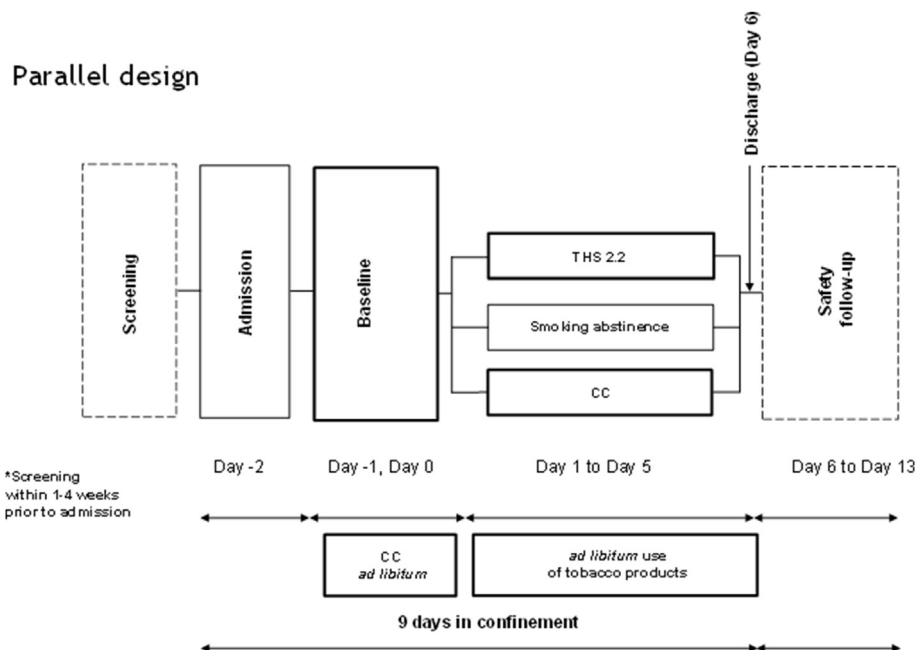 Parallel design
Discharge (Day 6)
Screening
Admission
Baseline
THS 2.2
Smoking abstinence
CC
Safety
follow-up
*Screening
within 1-4 weeks
prior to admission
Day -2
Day -1, Day 0
Day 1 to Day 5
Day 6 to Day 13
CC
ad libitum
ad libitum use
of tobacco products
9 days in confinement